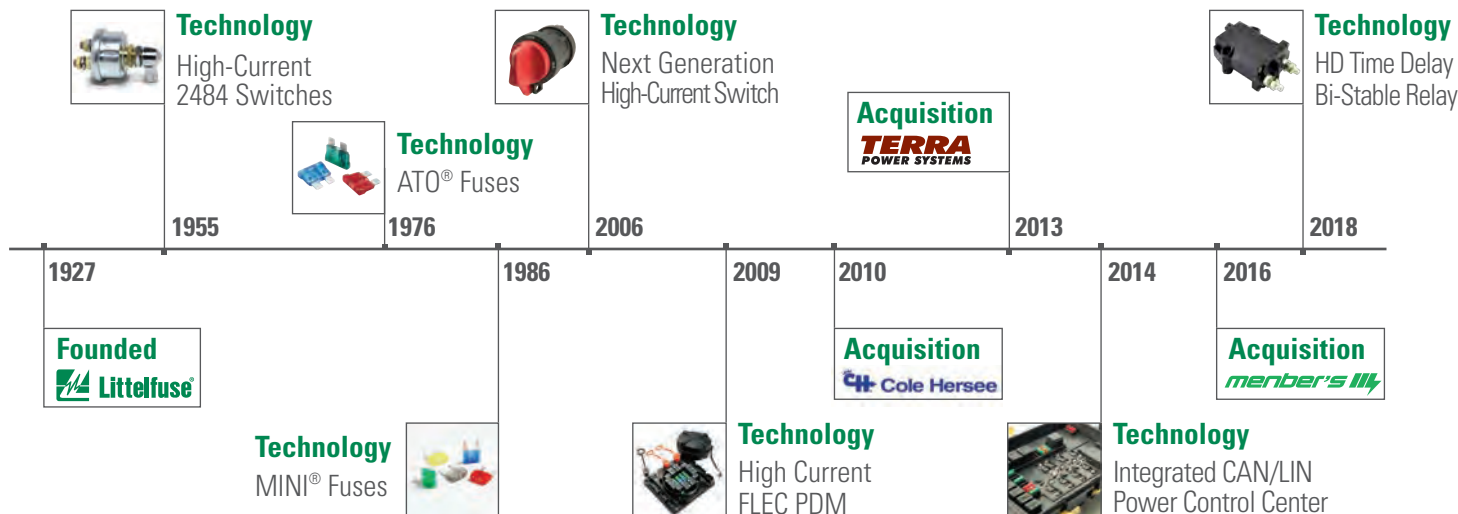 Technology
High-Current
2484 Switches
Technology
ATO® Fuses
Technology
Next Generation
High-Current Switch
Acquisition
TERRA
POWER SYSTEMS
Technology
HD Time Delay
Bi-Stable Relay
1955
1976
2006
2013
2018
1927
1986
2009
2010
2014
2016
Founded
Littelfuse®
Acquisition
CH Cole Hersee
Acquisition
menber's
Technology
MINI® Fuses
Technology
High Current
FLEC PDM
Technology
Integrated CAN/LIN
Power Control Center